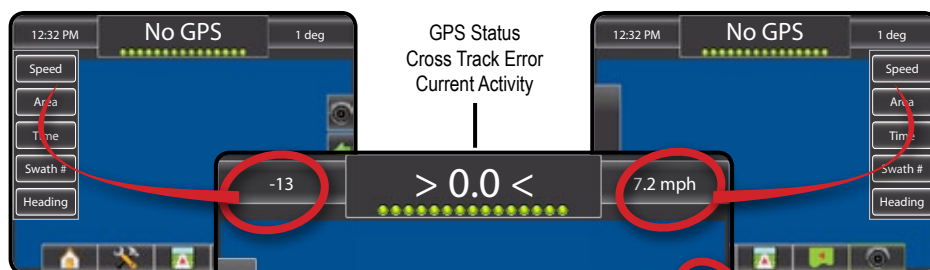 12:32 PM
No GPS
1 deg
Speed
Area
Time
Swath #
Heading
GPS Status
Cross Track Error
Current Activity
12:32 PM
No GPS
1 deg
Speed
Area
Time
Swath #
Heading
-13
> 0.0 <
7.2 mph